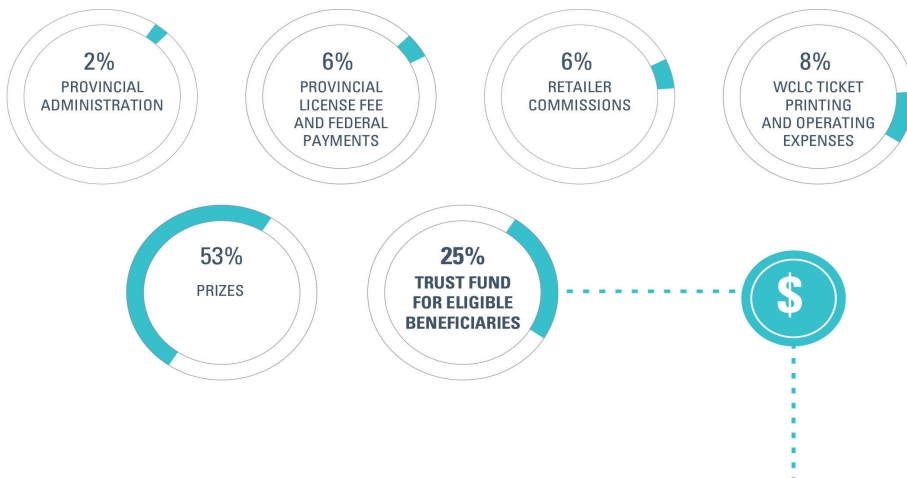 2%
PROVINCIAL
ADMINISTRATION
6%
PROVINCIAL
LICENSE FEE
AND FEDERAL
PAYMENTS
6%
RETAILER
COMMISSIONS
8%
WCLC TICKET
PRINTING
AND OPERATING
EXPENSES
53%
PRIZES
25%
TRUST FUND
FOR ELIGIBLE
BENEFICIARIES
$